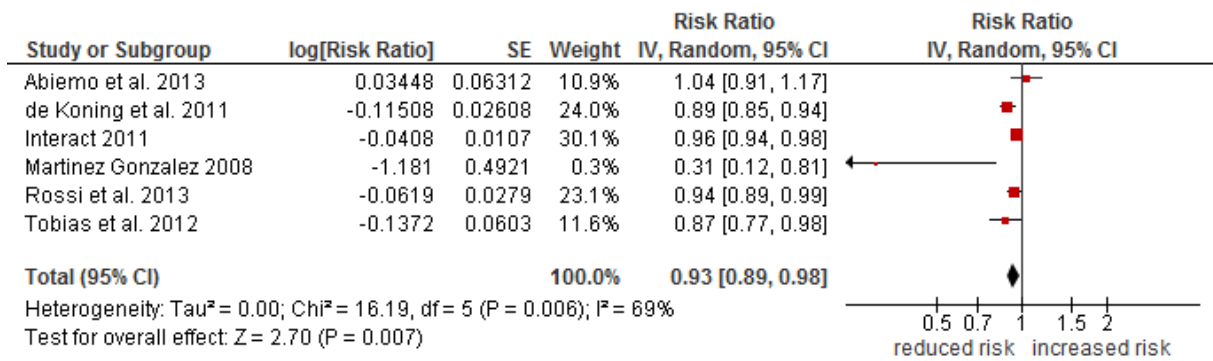 Risk Ratio Risk Ratio
Study or Subgroup log[Risk Ratio] SE Weight IV, Random, 95% CI IV, Random, 95% CI
Abiemo et al. 2013 0.03448 0.06312 10.9% 1.04 [0.91, 1.17]
de Koning et al. 2011 -0.11508 0.02608 24.0% 0.89 [0.85, 0.94]
Interact 2011 -0.0408 0.0107 30.1% 0.96 [0.94, 0.98]
Martinez Gonzalez 2008 -1.181 0.4921 0.3% 0.31 [0.12, 0.81]
Rossi et al. 2013 -0.0619 0.0279 23.1% 0.94 [0.89, 0.99]
Tobias et al. 2012 -0.1372 0.0603 11.6% 0.87 [0.77, 0.98]
Total (95% CI) 100.0% 0.93 [0.89, 0.98]
Heterogeneity: Tau² = 0.00; Chi² = 16.19, df = 5 (P = 0.006); I² = 69%
Test for overall effect: Z = 2.70 (P = 0.007)
0.5 0.7 1 1.5 2
reduced risk increased risk